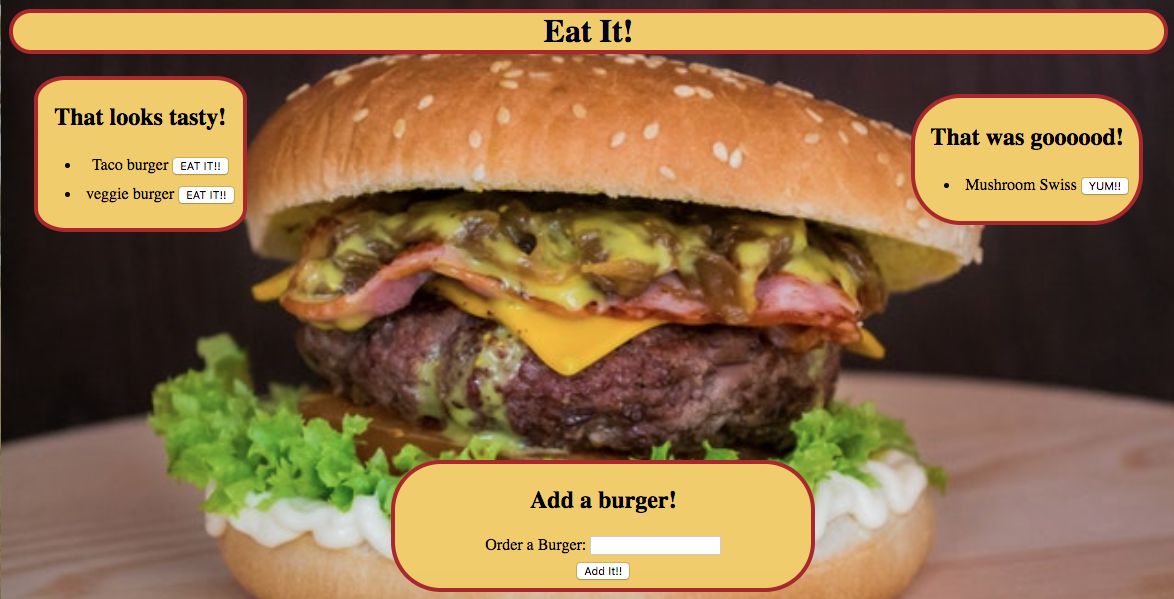 Eat It!
That looks tasty!
Taco burger EAT IT!!
veggie burger EAT IT!!
That was goooood!
Mushroom Swiss YUM!!
Add a burger!
Order a Burger:
Add It!!